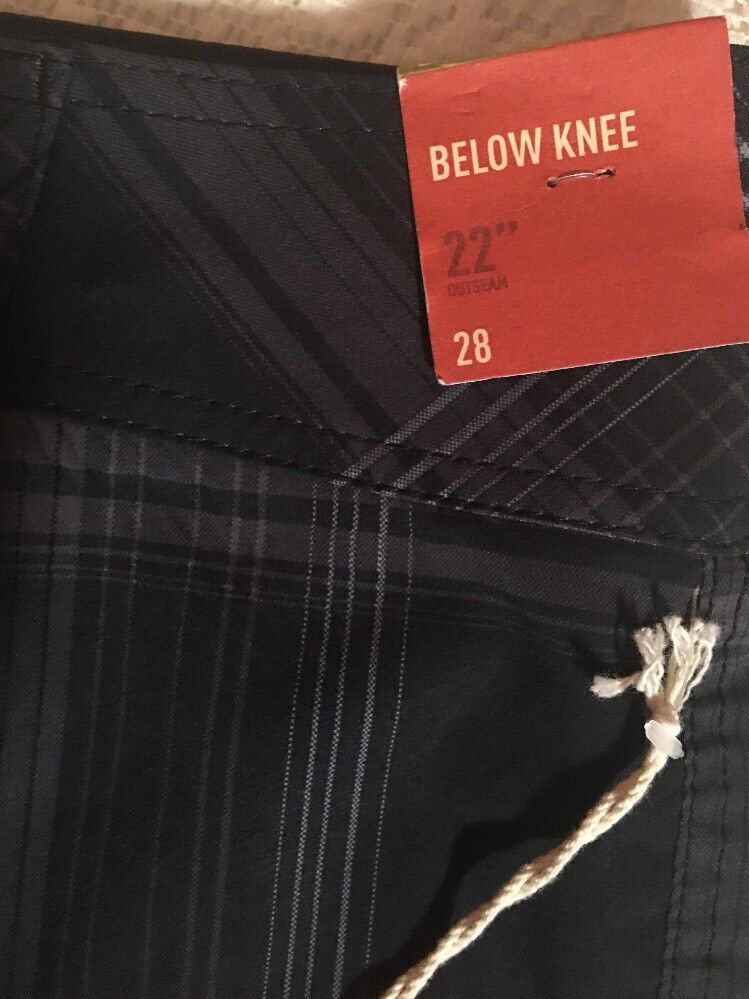 BELOW KNEE
22"
OUTSEAM
28